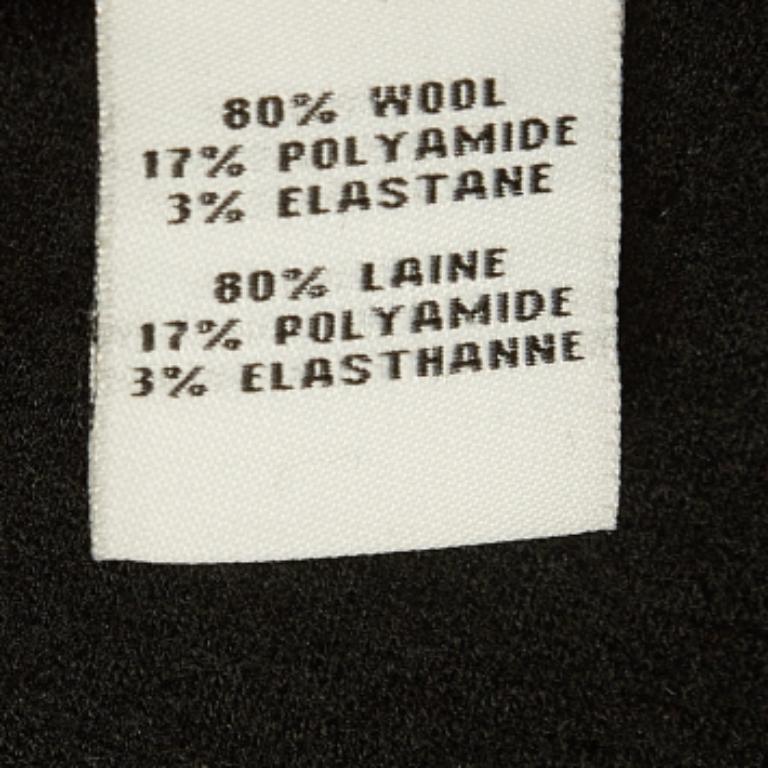 80% WOOL
17% POLYAMIDE
3% ELASTANE
80% LAINE
17% POLYAMIDE
3% ELASTHANNE